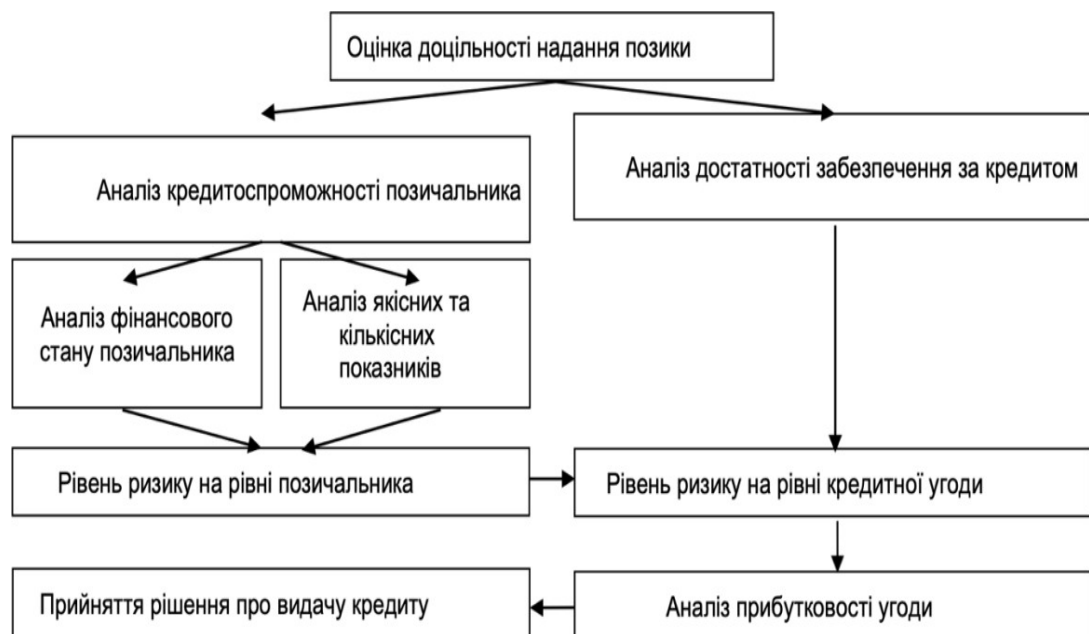 Оцінка доцільності надання позики
Аналіз кредитоспроможності позичальника
Аналіз достатності забезпечення за кредитом
Аналіз фінансового
стану позичальника
Аналіз якісних та
кількісних
показників
Рівень ризику на рівні позичальника
Рівень ризику на рівні кредитної угоди
Прийняття рішення про видачу кредиту
Аналіз прибутковості угоди